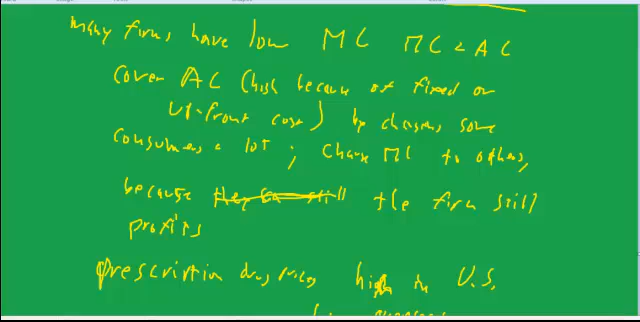 many firms have low MC MC < AC
cover AC (high because of fixed or
up-front cost) by charging some
consumers a lot ; charge MC to others,
because the firm still
profits
prescription drug prices high in U.S.